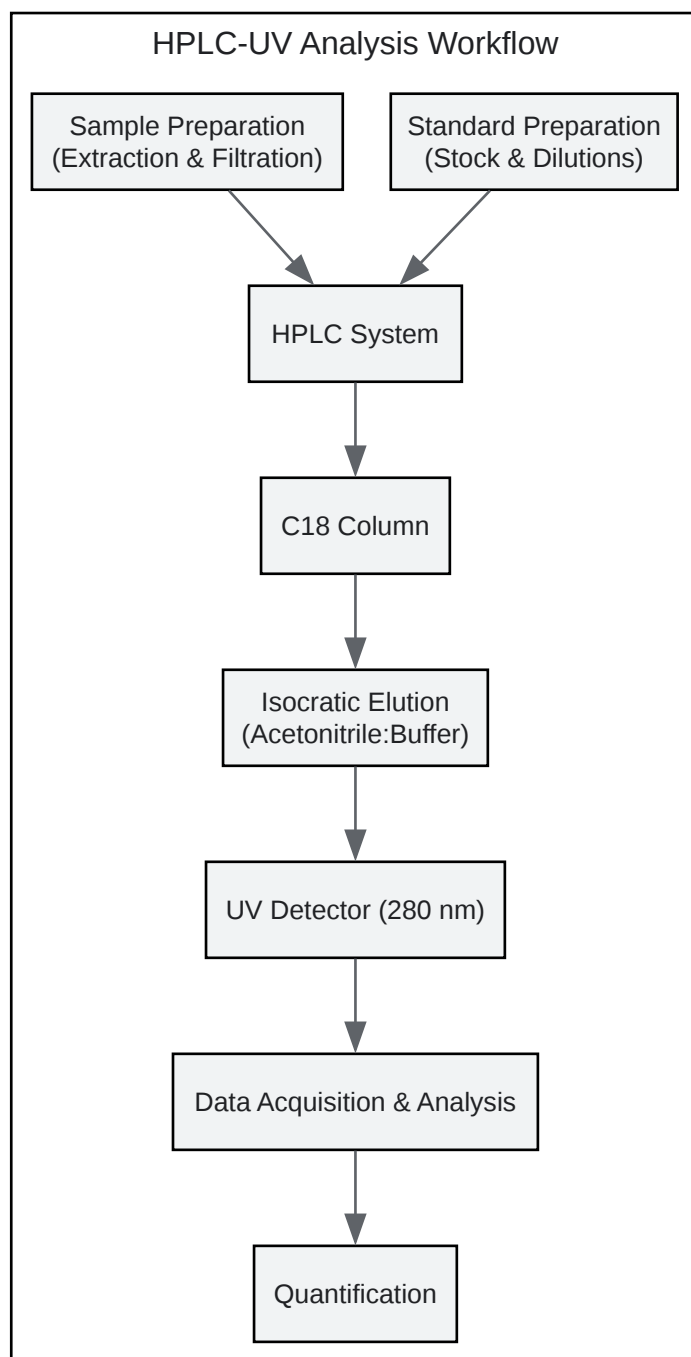 HPLC-UV Analysis Workflow
Sample Preparation
(Extraction & Filtration)
Standard Preparation
(Stock & Dilutions)
HPLC System
C18 Column
Isocratic Elution
(Acetonitrile:Buffer)
UV Detector (280 nm)
Data Acquisition & Analysis
Quantification